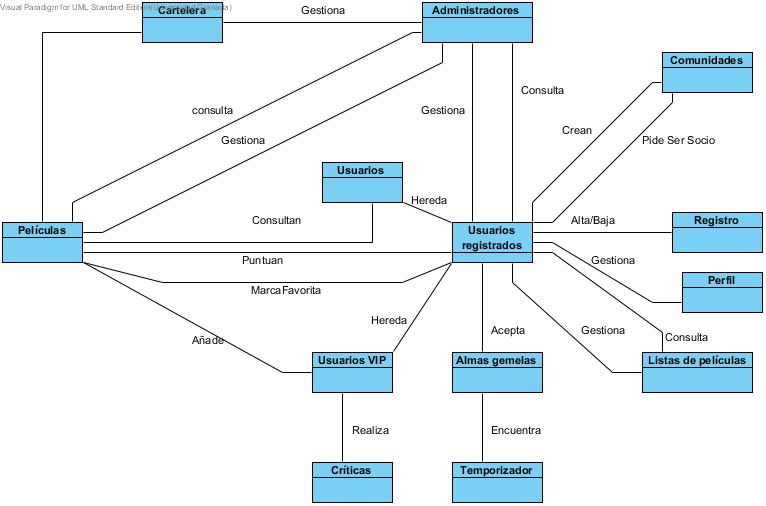 Visual Paradigm for UML Standard Edition(
Cartelera
Gestiona
Administradores
Comunidades
Consulta
consulta
Gestiona
Crean
Gestiona
Pide Ser Socio
Usuarios
Hereda
Consultan
Alta/Baja
Registro
Películas
Usuarios
registrados
Puntuan
Gestiona
Perfil
MarcaFavorita
Hereda
Acepta
Gestiona
Consulta
Añade
Usuarios VIP
Almas gemelas
Listas de películas
Realiza
Encuentra
Críticas
Temporizador